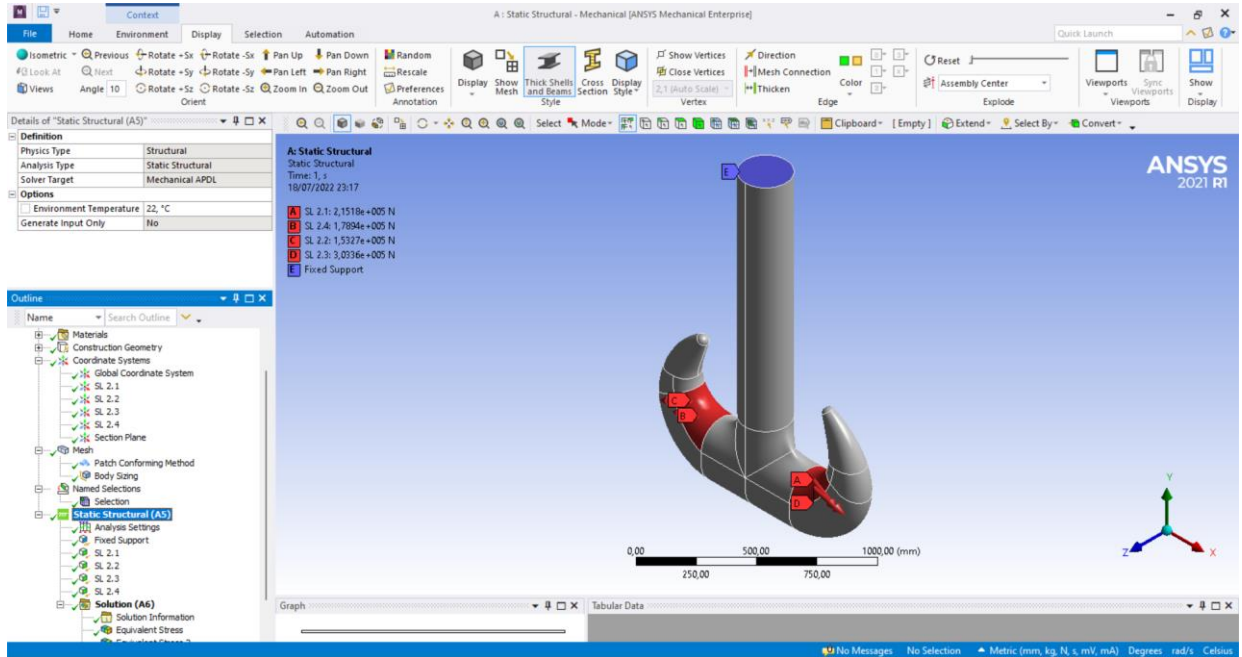 Context
A : Static Structural - Mechanical [ANSYS Mechanical Enterprise]
File Home Environment Display Selection Automation
Quick Launch
Isometric Previous Rotate +Sx Rotate -Sx Pan Up Pan Down
Look At Next Rotate +Sy Rotate -Sy Pan Left Pan Right
Views Angle 10 Rotate +Sz Rotate -Sz Zoom In Zoom Out
Orient
Random
Rescale
Preferences
Annotation
Display
Show Mesh
Thick Shells and Beams
Cross Section
Display Style
Style
Show Vertices
Close Vertices
2,1 (Auto Scale)
Vertex
Direction
Mesh Connection
Thicken
Color
Edge
Reset
Assembly Center
Explode
Viewports
Sync Viewports
Viewports
Show
Display
Details of "Static Structural (A5)"
Select Mode Clipboard [ Empty ] Extend Select By Convert
Definition
Physics Type Structural
Analysis Type Static Structural
Solver Target Mechanical APDL
Options
Environment Temperature 22, °C
Generate Input Only No
A: Static Structural
Static Structural
Time: 1, s
18/07/2022 23:17
A SL 2.1: 2,1518e+005 N
B SL 2.4: 1,7894e+005 N
C SL 2.2: 1,5327e+005 N
D SL 2.3: 3,0336e+005 N
E Fixed Support
ANSYS
2021 R1
E
C
B
A
D
Outline
Name Search Outline
Materials
Construction Geometry
Coordinate Systems
Global Coordinate System
SL 2.1
SL 2.2
SL 2.3
SL 2.4
Section Plane
Mesh
Patch Conforming Method
Body Sizing
Named Selections
Selection
Static Structural (A5)
Analysis Settings
Fixed Support
SL 2.1
SL 2.2
SL 2.3
SL 2.4
Solution (A6)
Solution Information
Equivalent Stress
0,00 500,00 1000,00 (mm)
250,00 750,00
Y
Z X
Graph
Tabular Data
No Messages No Selection Metric (mm, kg, N, s, mV, mA) Degrees rad/s Celsius